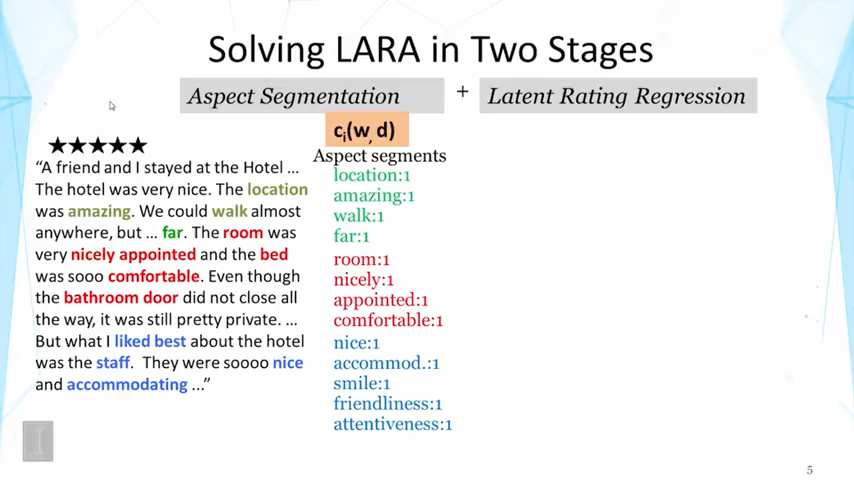 Solving LARA in Two Stages
Aspect Segmentation + Latent Rating Regression
cᵢ(w, d)
Aspect segments
★★★★★
“A friend and I stayed at the Hotel …
The hotel was very nice. The location
was amazing. We could walk almost
anywhere, but … far. The room was
very nicely appointed and the bed
was sooo comfortable. Even though
the bathroom door did not close all
the way, it was still pretty private. …
But what I liked best about the hotel
was the staff. They were soooo nice
and accommodating …”
location:1
amazing:1
walk:1
far:1
room:1
nicely:1
appointed:1
comfortable:1
nice:1
accommod.:1
smile:1
friendliness:1
attentiveness:1
I
5